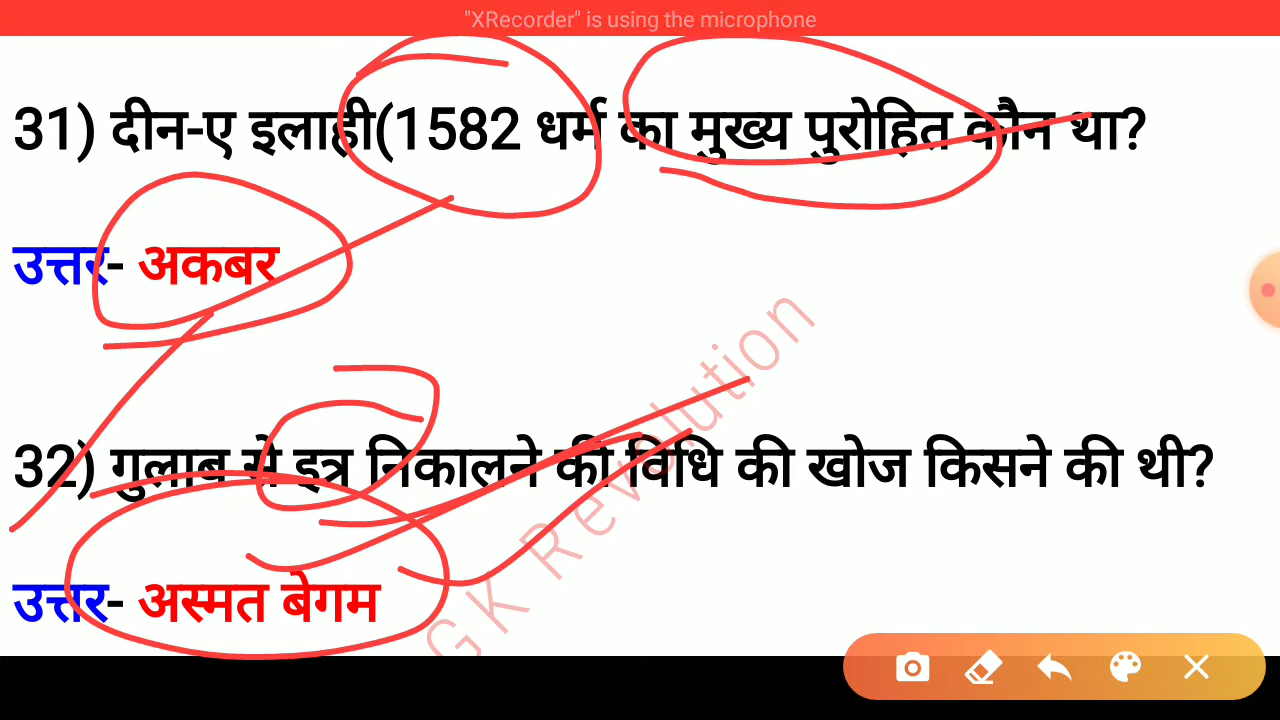 "XRecorder" is using the microphone
31) दीन-ए इलाही(1582 धर्म का मुख्य पुरोहित कौन था?
उत्तर- अकबर
32) गुलाब से इत्र निकालने की विधि की खोज किसने की थी?
उत्तर- अस्मत बेगम
GK Revolution